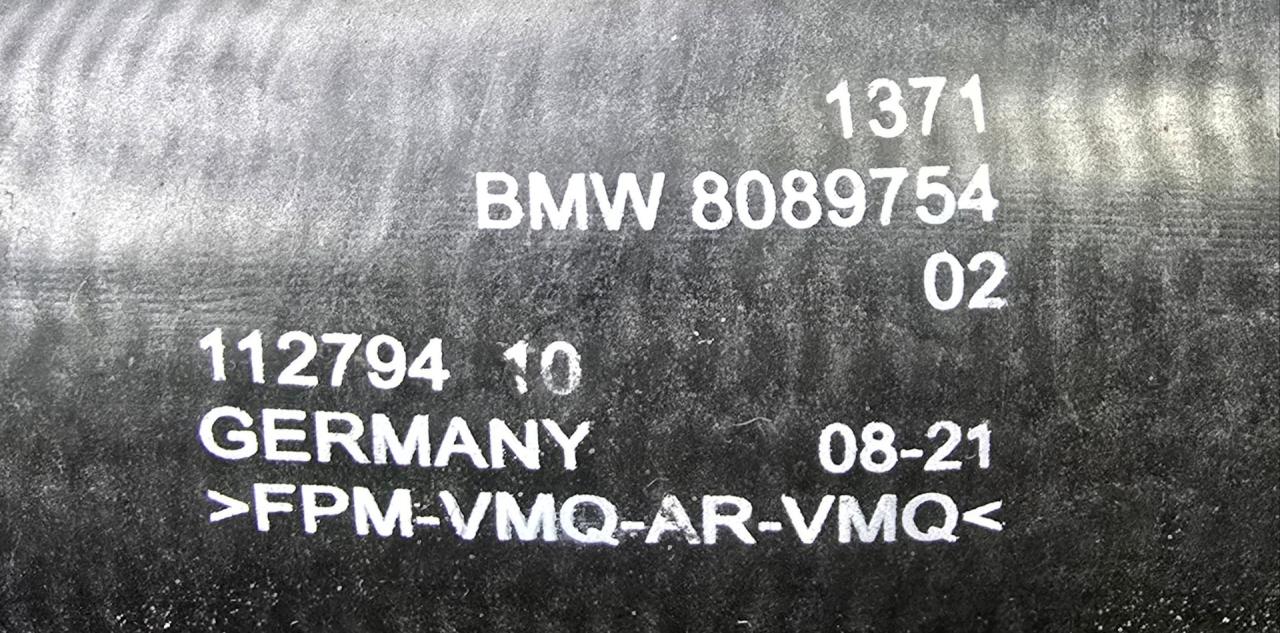 1371
BMW 8089754
02
112794 10
GERMANY 08-21
>FPM-VMQ-AR-VMQ<